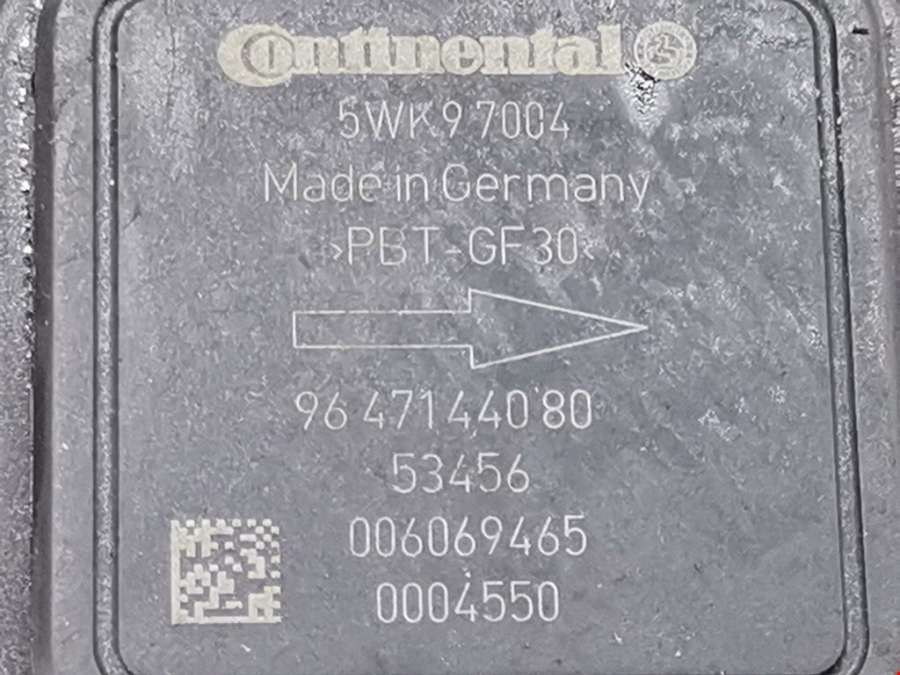 Continental
5WK9 7004
Made in Germany
>PBT-GF30<
96 471 440 80
53456
006069465
0004550